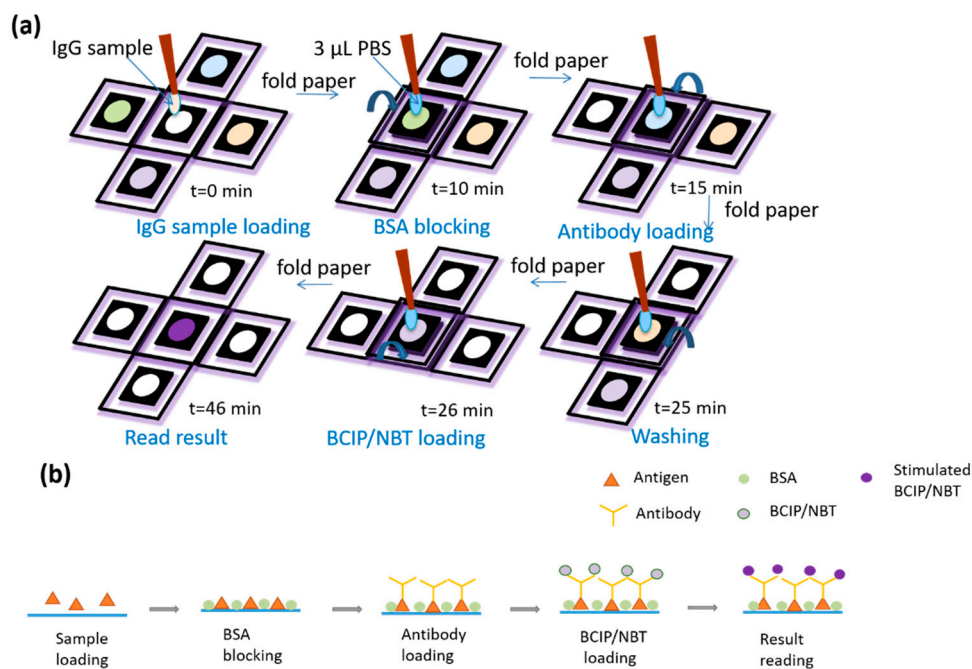 (a)
IgG sample
3 µL PBS
fold paper
fold paper
t=0 min
t=10 min
t=15 min
fold paper
IgG sample loading
BSA blocking
Antibody loading
fold paper
fold paper
t=46 min
t=26 min
t=25 min
Read result
BCIP/NBT loading
Washing
(b)
Antigen
BSA
Stimulated
BCIP/NBT
Antibody
BCIP/NBT
Sample
loading
BSA
blocking
Antibody
loading
BCIP/NBT
loading
Result
reading